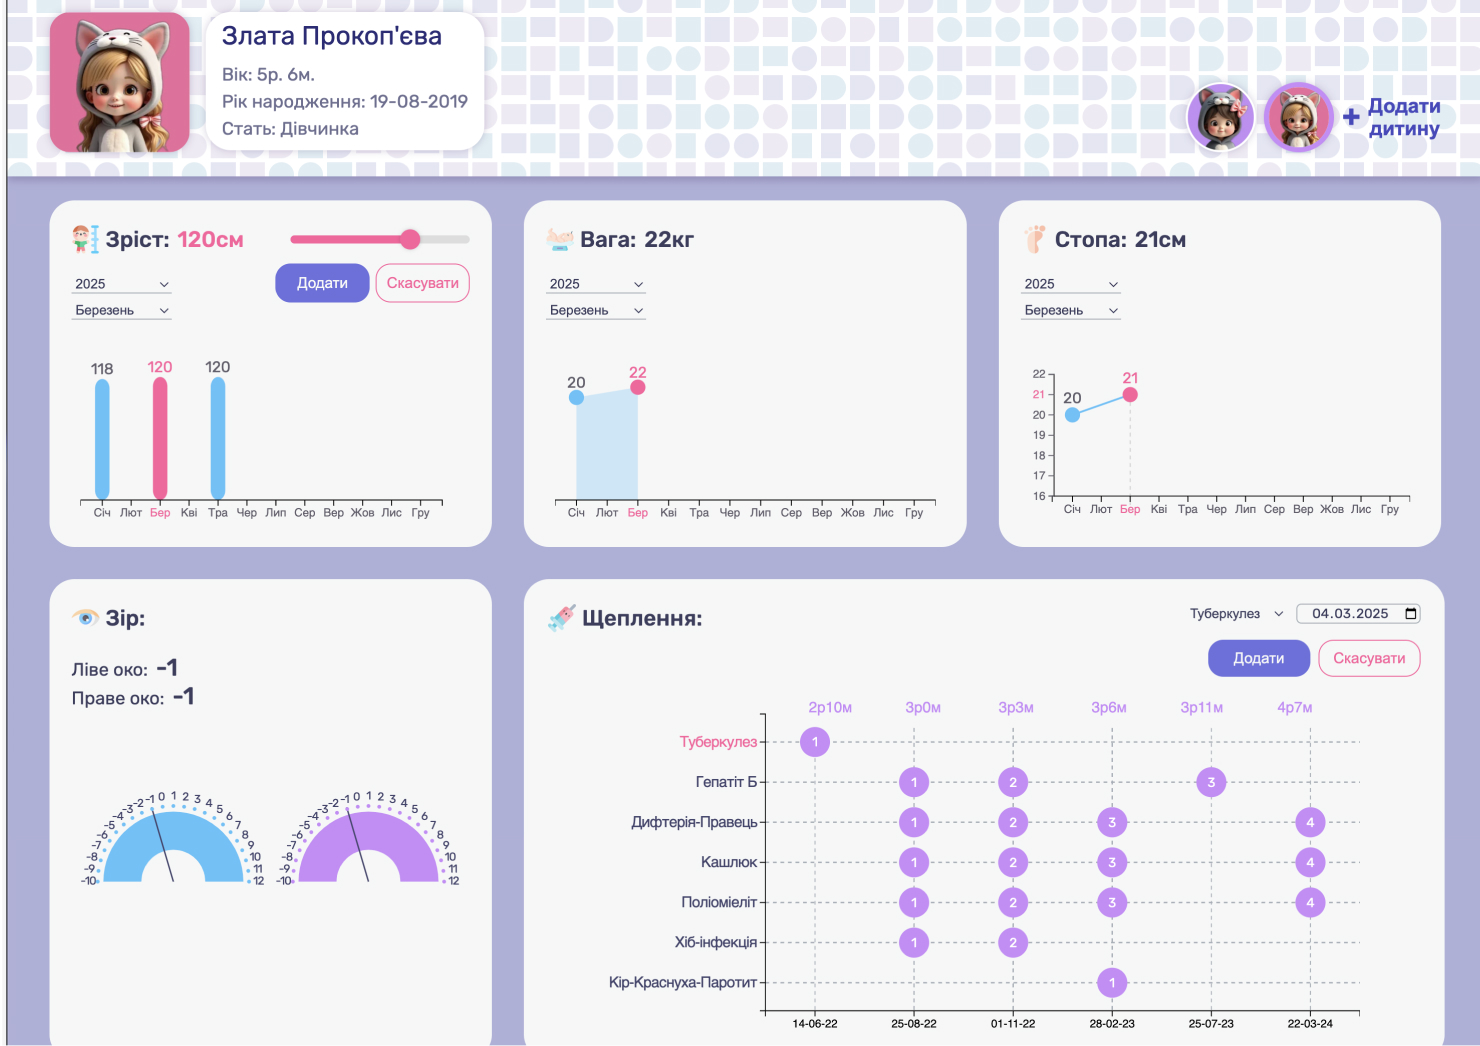 Злата Прокоп'єва
Вік: 5р. 6м.
Рік народження: 19-08-2019
Стать: Дівчинка
+ Додати
дитину
Зріст: 120см
2025
Березень
Додати
Скасувати
118
120
120
Січ Лют Бер Кві Тра Чер Лип Сер Вер Жов Лис Гру
Вага: 22кг
2025
Березень
20
22
Січ Лют Бер Кві Тра Чер Лип Сер Вер Жов Лис Гру
Стопа: 21см
2025
Березень
22
21
20
19
18
17
16
20
21
Січ Лют Бер Кві Тра Чер Лип Сер Вер Жов Лис Гру
Зір:
Ліве око: -1
Праве око: -1
-10 -9 -8 -7 -6 -5 -4 -3 -2 -1 0 1 2 3 4 5 6 7 8 9 10 11 12
-10 -9 -8 -7 -6 -5 -4 -3 -2 -1 0 1 2 3 4 5 6 7 8 9 10 11 12
Щеплення:
Туберкулез
04.03.2025
Додати
Скасувати
2р10м 3р0м 3р3м 3р6м 3р11м 4р7м
Туберкулез 1
Гепатіт Б 1 2 3
Дифтерія-Правець 1 2 3 4
Кашлюк 1 2 3 4
Поліоміеліт 1 2 3 4
Хіб-інфекція 1 2
Кір-Краснуха-Паротит 1
14-06-22 25-08-22 01-11-22 28-02-23 25-07-23 22-03-24